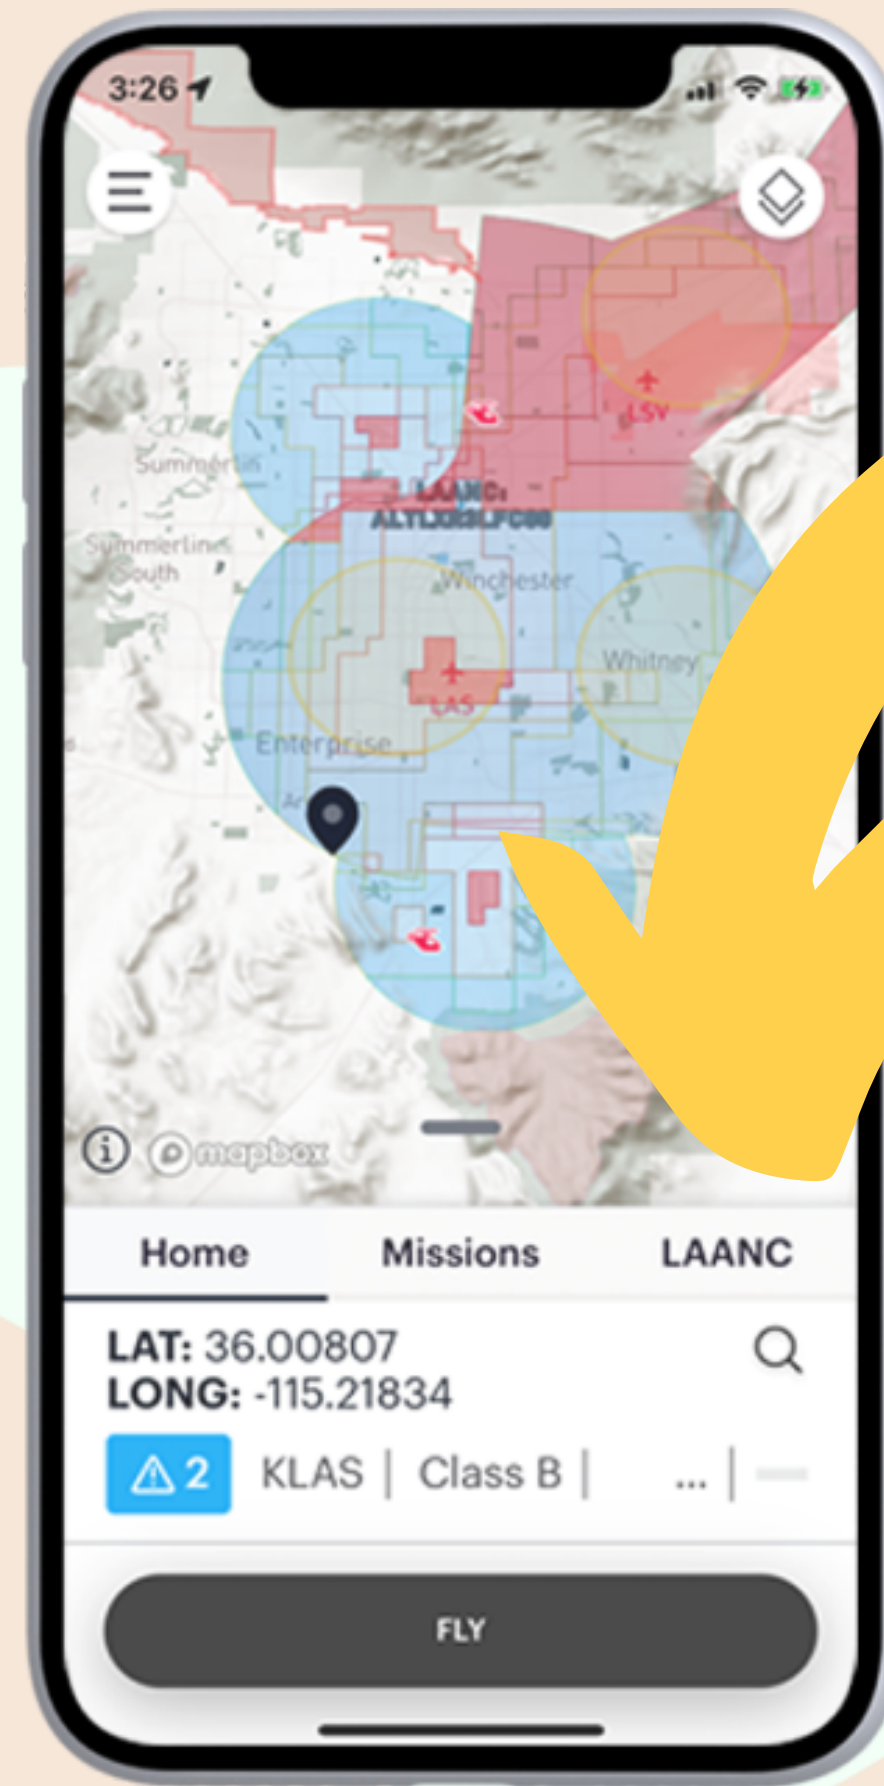 3:26
LSV
Summerlin
LAANC:
Summerlin
South
Winchester
Whitney
LAS
Enterprise
mapbox
Home Missions LAANC
LAT: 36.00807
LONG: -115.21834
2 KLAS | Class B | ... |
FLY